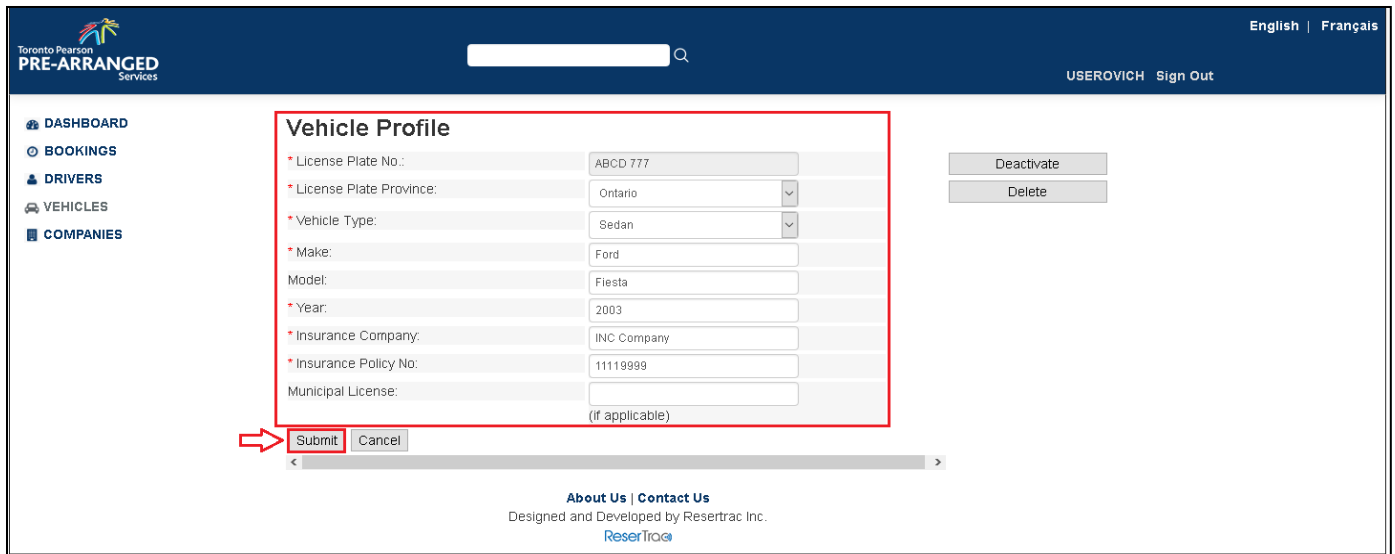 English | Français
Toronto Pearson
PRE-ARRANGED
Services
USEROVICH Sign Out
DASHBOARD
BOOKINGS
DRIVERS
VEHICLES
COMPANIES
Vehicle Profile
* License Plate No.: ABCD 777
* License Plate Province: Ontario
* Vehicle Type: Sedan
* Make: Ford
Model: Fiesta
* Year: 2003
* Insurance Company: INC Company
* Insurance Policy No: 11119999
Municipal License:
(if applicable)
Submit Cancel
Deactivate
Delete
About Us | Contact Us
Designed and Developed by Resertrac Inc.
ReserTrac